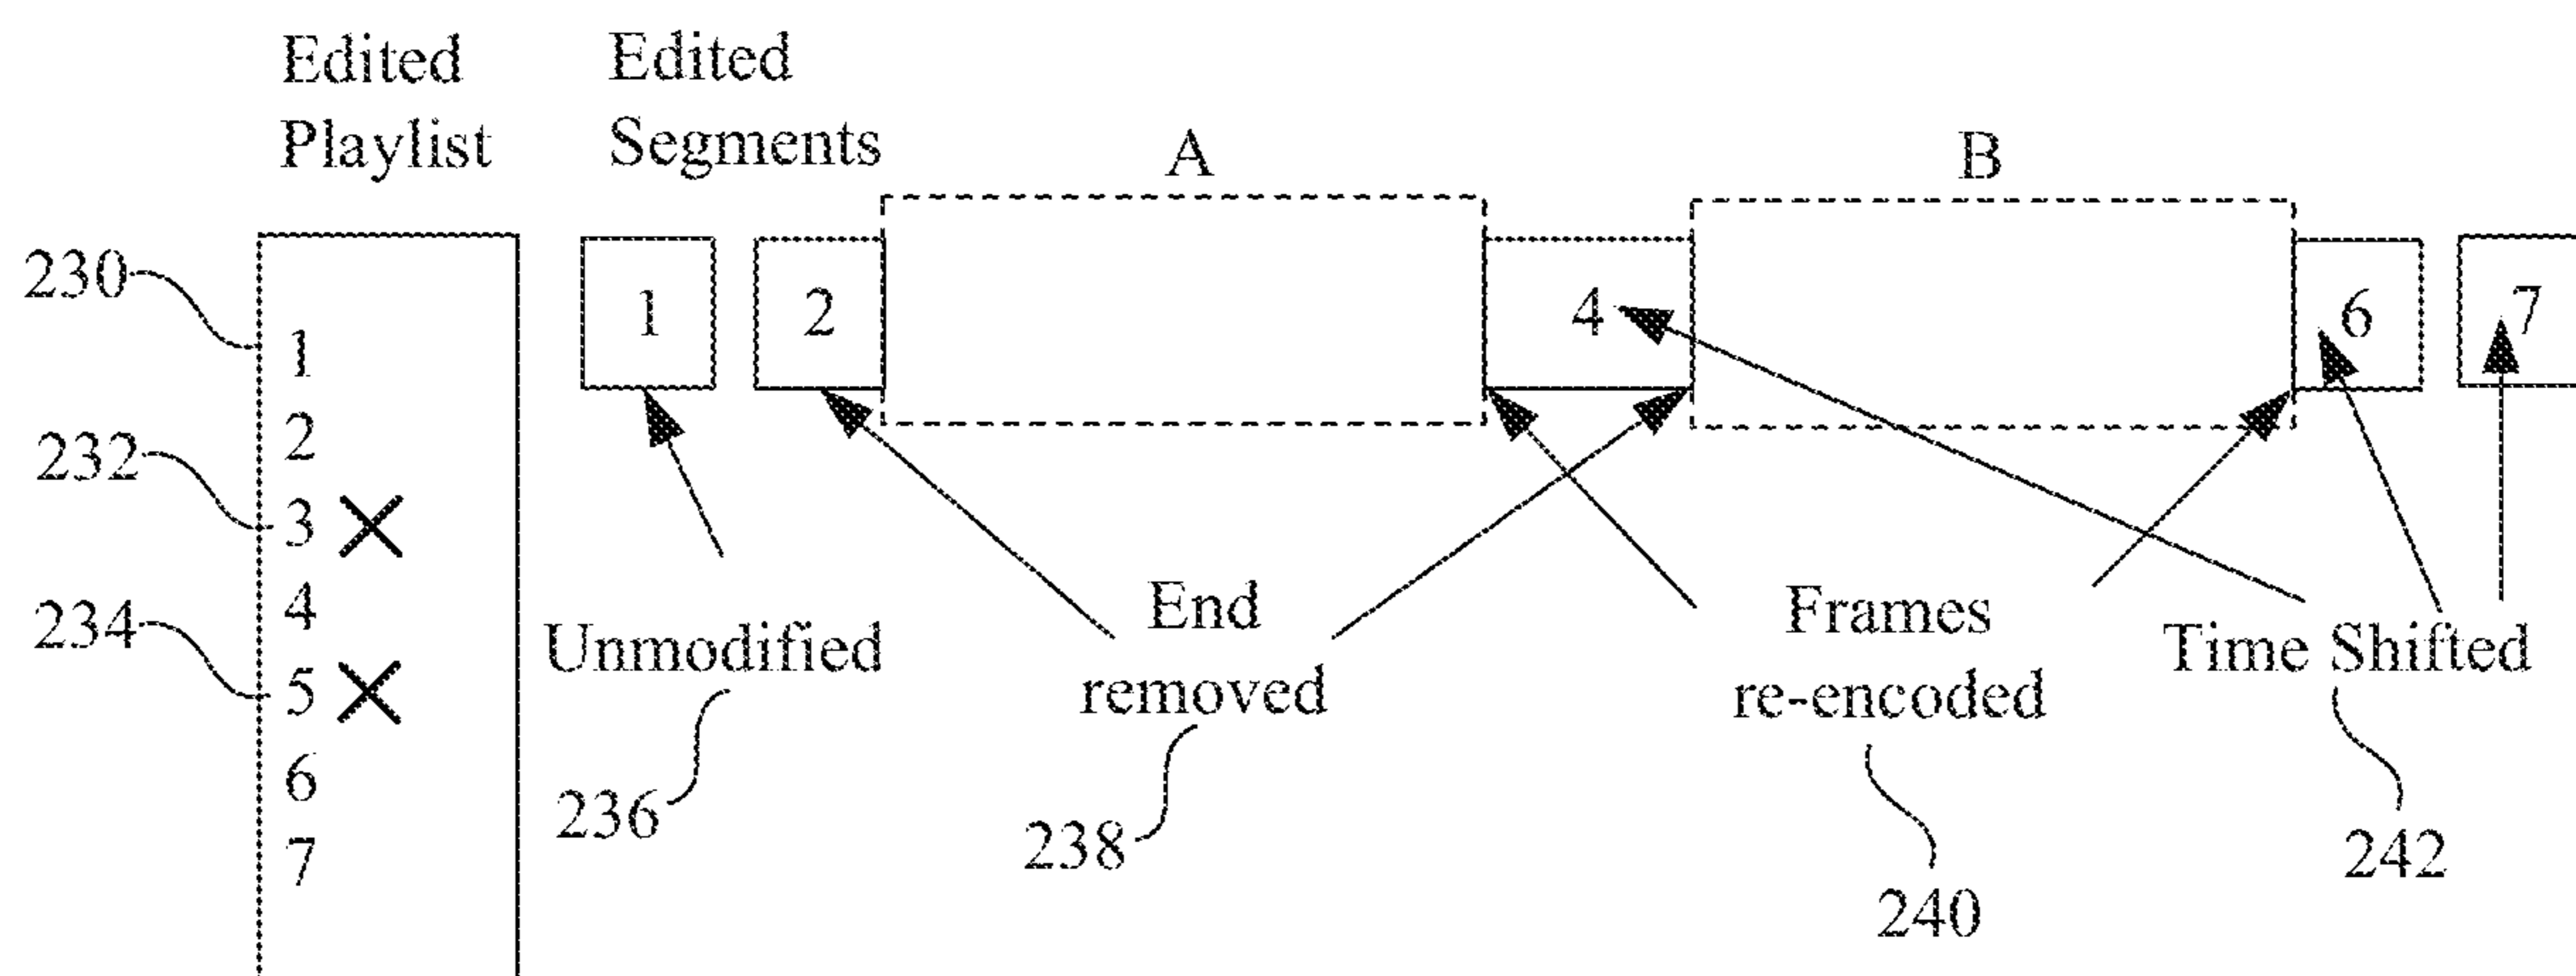 Edited
Playlist
Edited
Segments
A
B
230
1
2
4
6
7
1
2
232
3
234
4
5
6
7
Unmodified
236
End
removed
238
Frames
re-encoded
240
Time Shifted
242